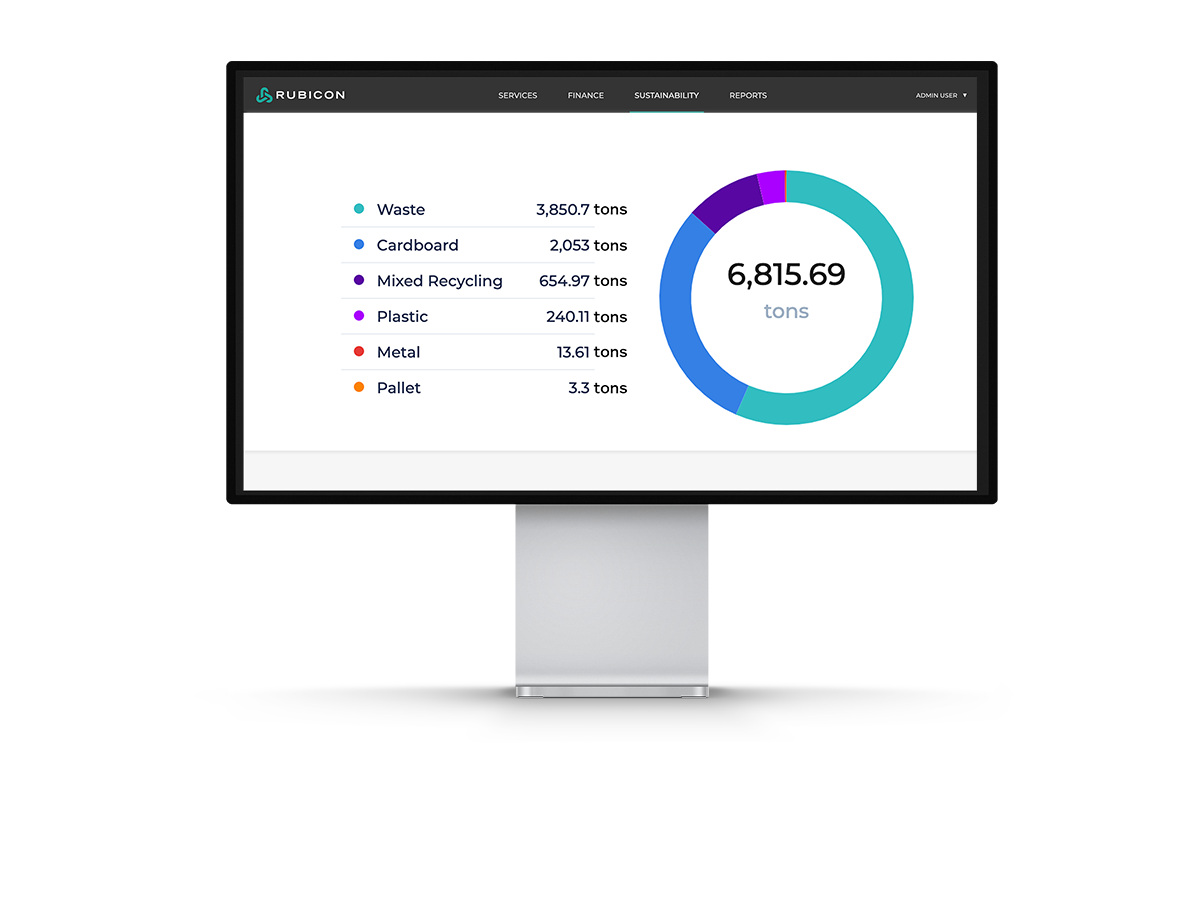 RUBICON
SERVICES FINANCE SUSTAINABILITY REPORTS
ADMIN USER ▼
Waste 3,850.7 tons
Cardboard 2,053 tons
Mixed Recycling 654.97 tons
Plastic 240.11 tons
Metal 13.61 tons
Pallet 3.3 tons
6,815.69
tons